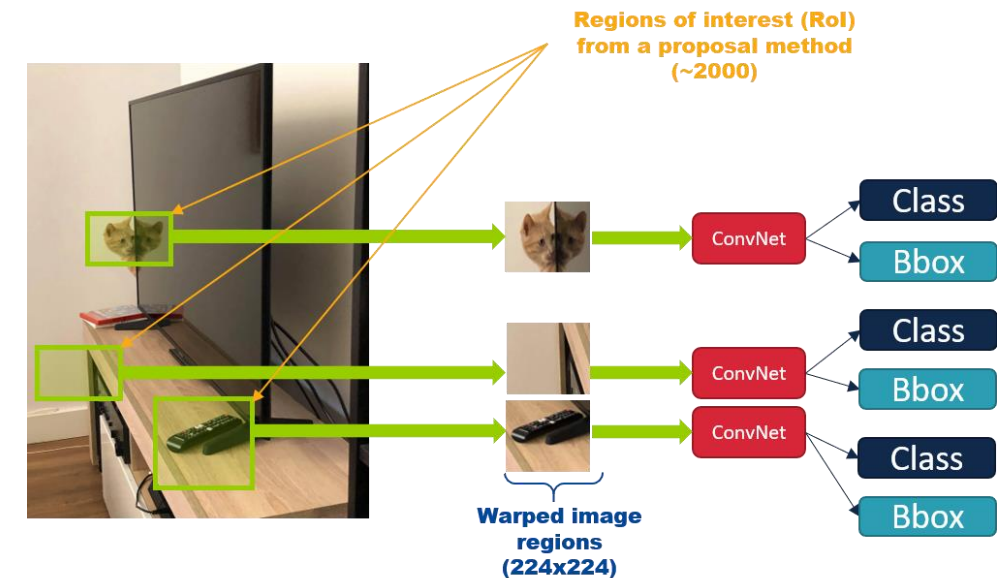 Regions of interest (RoI)
from a proposal method
(~2000)
Class
ConvNet
Bbox
Class
ConvNet
Bbox
ConvNet
Class
Bbox
Warped image
regions
(224x224)